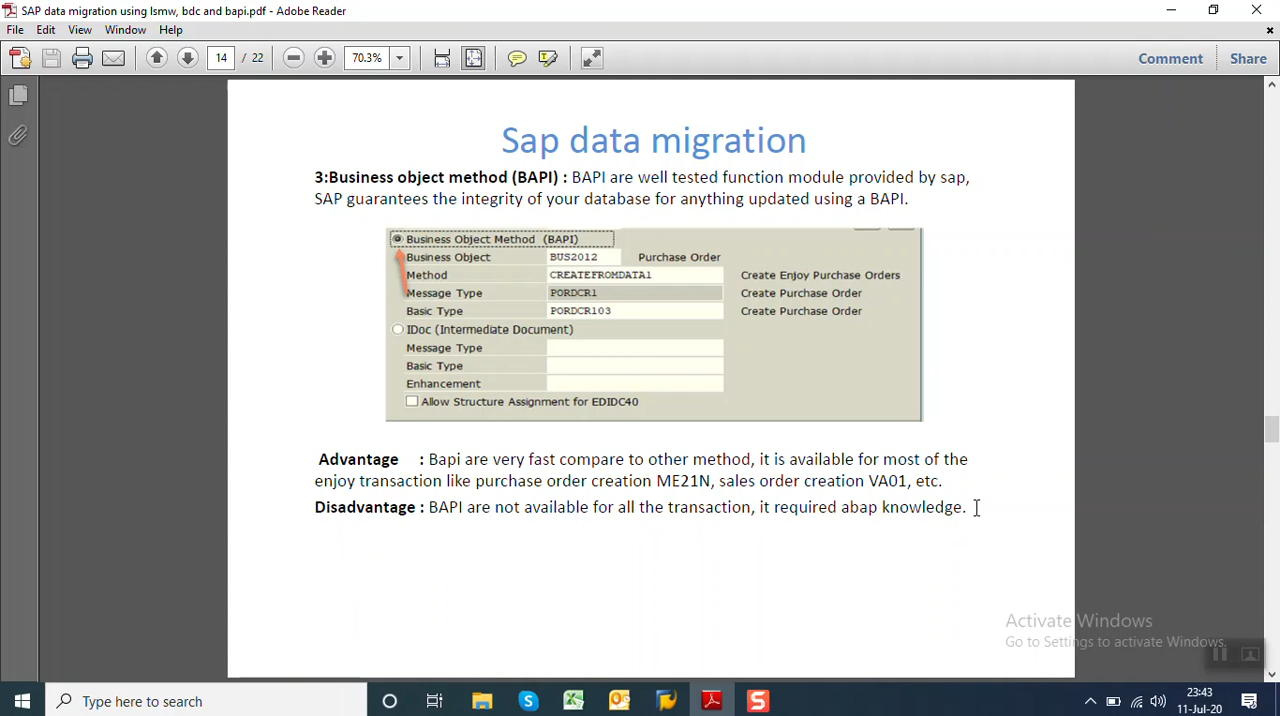 SAP data migration using lsmw, bdc and bapi.pdf - Adobe Reader
File Edit View Window Help
14 / 22 70.3% Comment Share
Sap data migration
3:Business object method (BAPI) : BAPI are well tested function module provided by sap,
SAP guarantees the integrity of your database for anything updated using a BAPI.
Business Object Method (BAPI)
Business Object BUS2012 Purchase Order
Method CREATEFROMDATA1 Create Enjoy Purchase Orders
Message Type PORDCR1 Create Purchase Order
Basic Type PORDCR103 Create Purchase Order
IDoc (Intermediate Document)
Message Type
Basic Type
Enhancement
Allow Structure Assignment for EDIDC40
Advantage : Bapi are very fast compare to other method, it is available for most of the
enjoy transaction like purchase order creation ME21N, sales order creation VA01, etc.
Disadvantage : BAPI are not available for all the transaction, it required abap knowledge.
Activate Windows
Go to Settings to activate Windows.
Type here to search
23:43
11-Jul-20